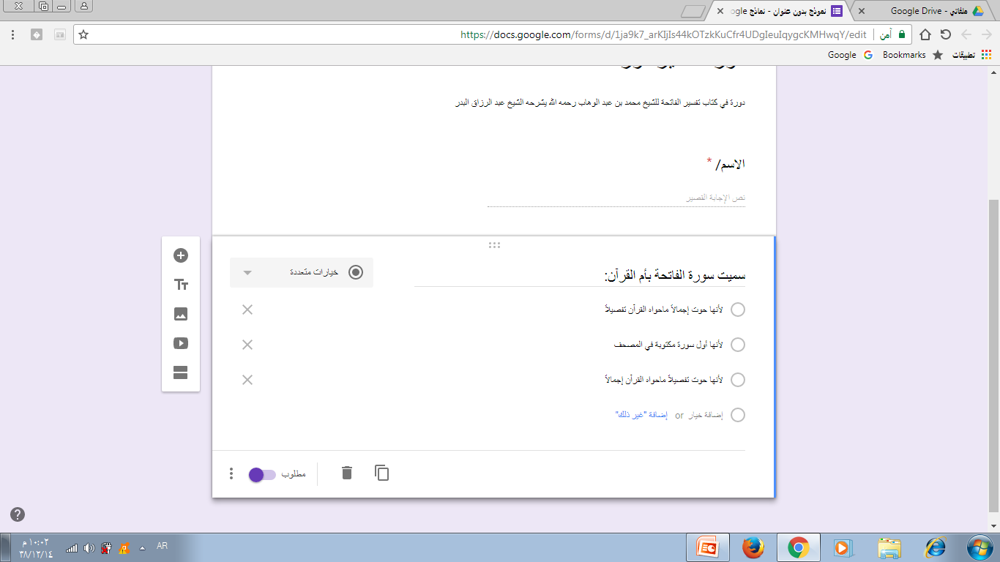 ملفاتي - Google Drive
نموذج بدون عنوان - نماذج ogle
آمن
https://docs.google.com/forms/d/1ja9k7_arKIjIs44kOTzkKuCfr4UDgIeuIqygcKMHwqY/edit
تطبيقات Bookmarks Google
دورة في كتاب تفسير الفاتحة للشيخ محمد بن عبد الوهاب رحمه الله يشرحه الشيخ عبد الرزاق البدر
الاسم/ *
نص الإجابة القصير
سميت سورة الفاتحة بأم القرآن:
خيارات متعددة
لأنها حوت إجمالاً ماحواه القرآن تفصيلاً
لأنها أول سورة مكتوبة في المصحف
لأنها حوت تفصيلاً ماحواه القرآن إجمالاً
إضافة خيار or إضافة "غير ذلك"
مطلوب
AR
١٠:٠٢ م
٣٨/١٢/١٤